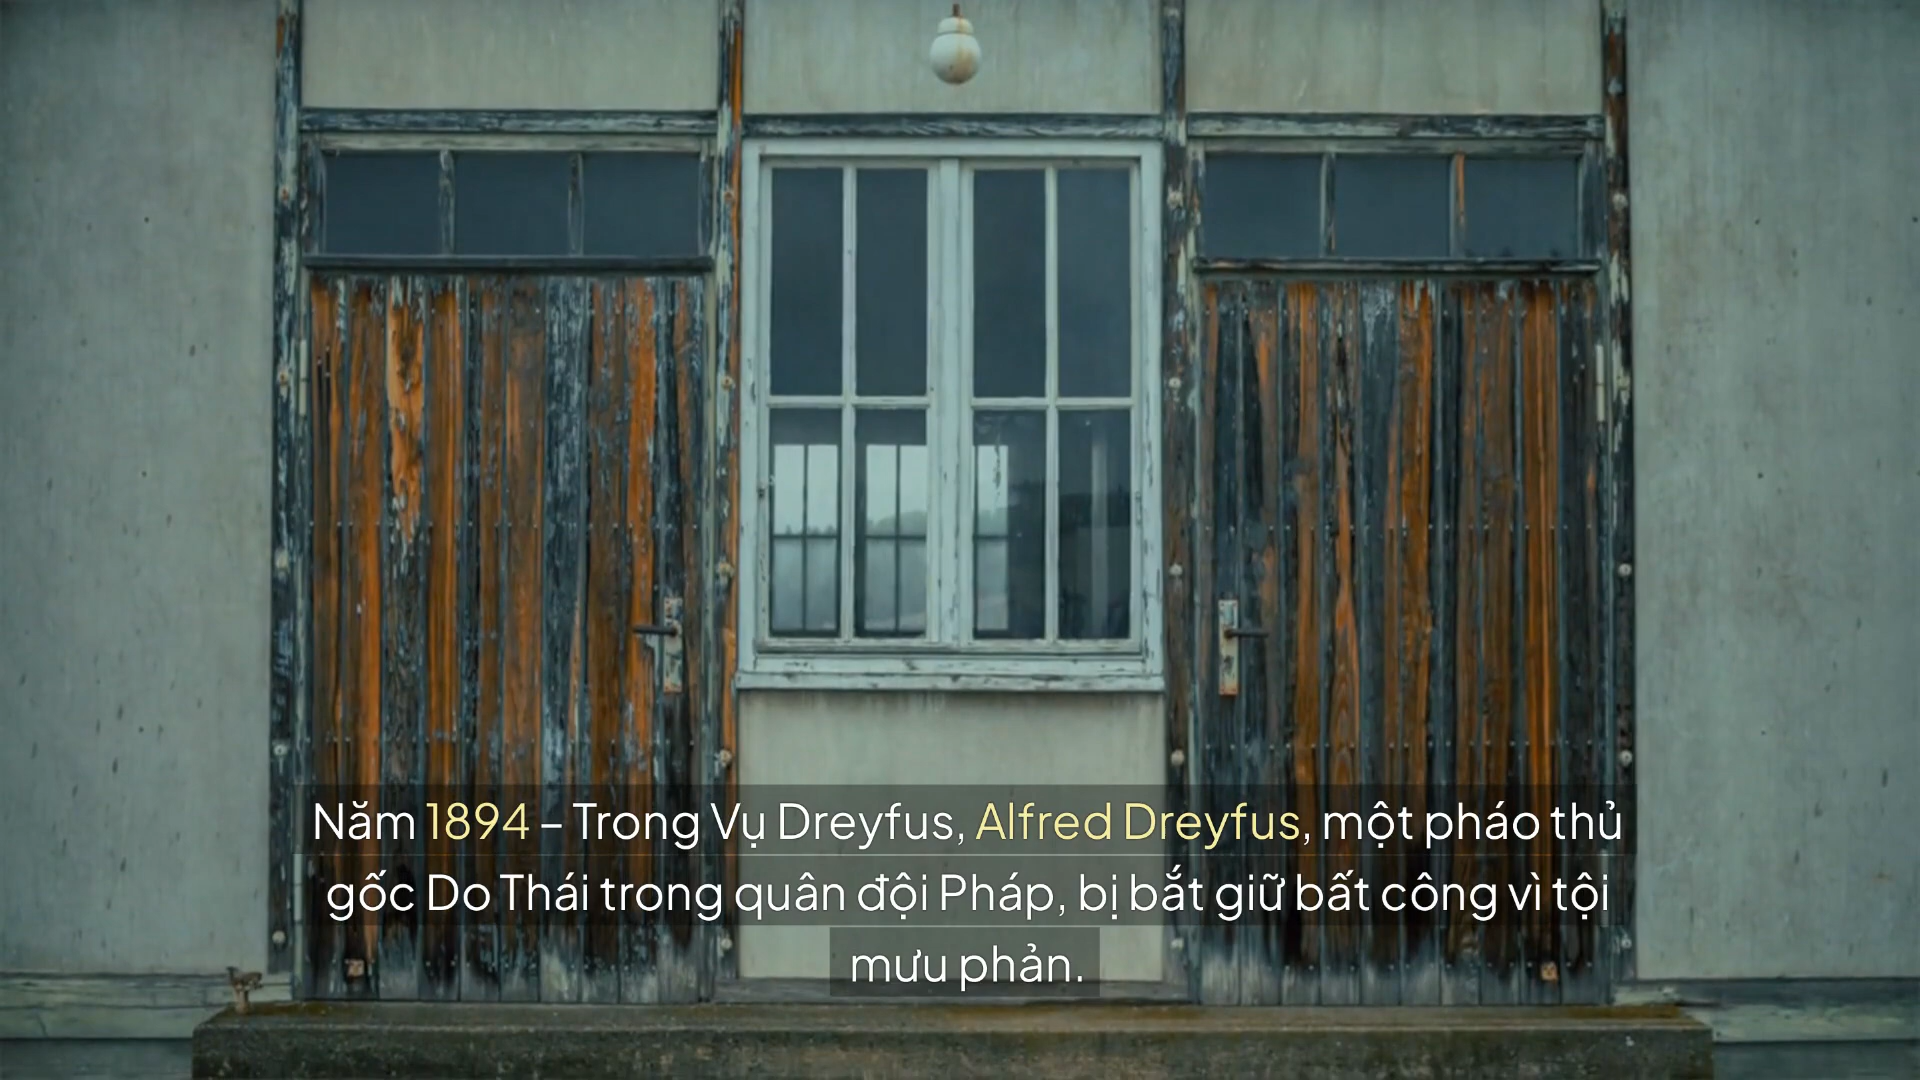 Năm 1894 – Trong Vụ Dreyfus, Alfred Dreyfus, một pháo thủ
gốc Do Thái trong quân đội Pháp, bị bắt giữ bất công vì tội
mưu phản.